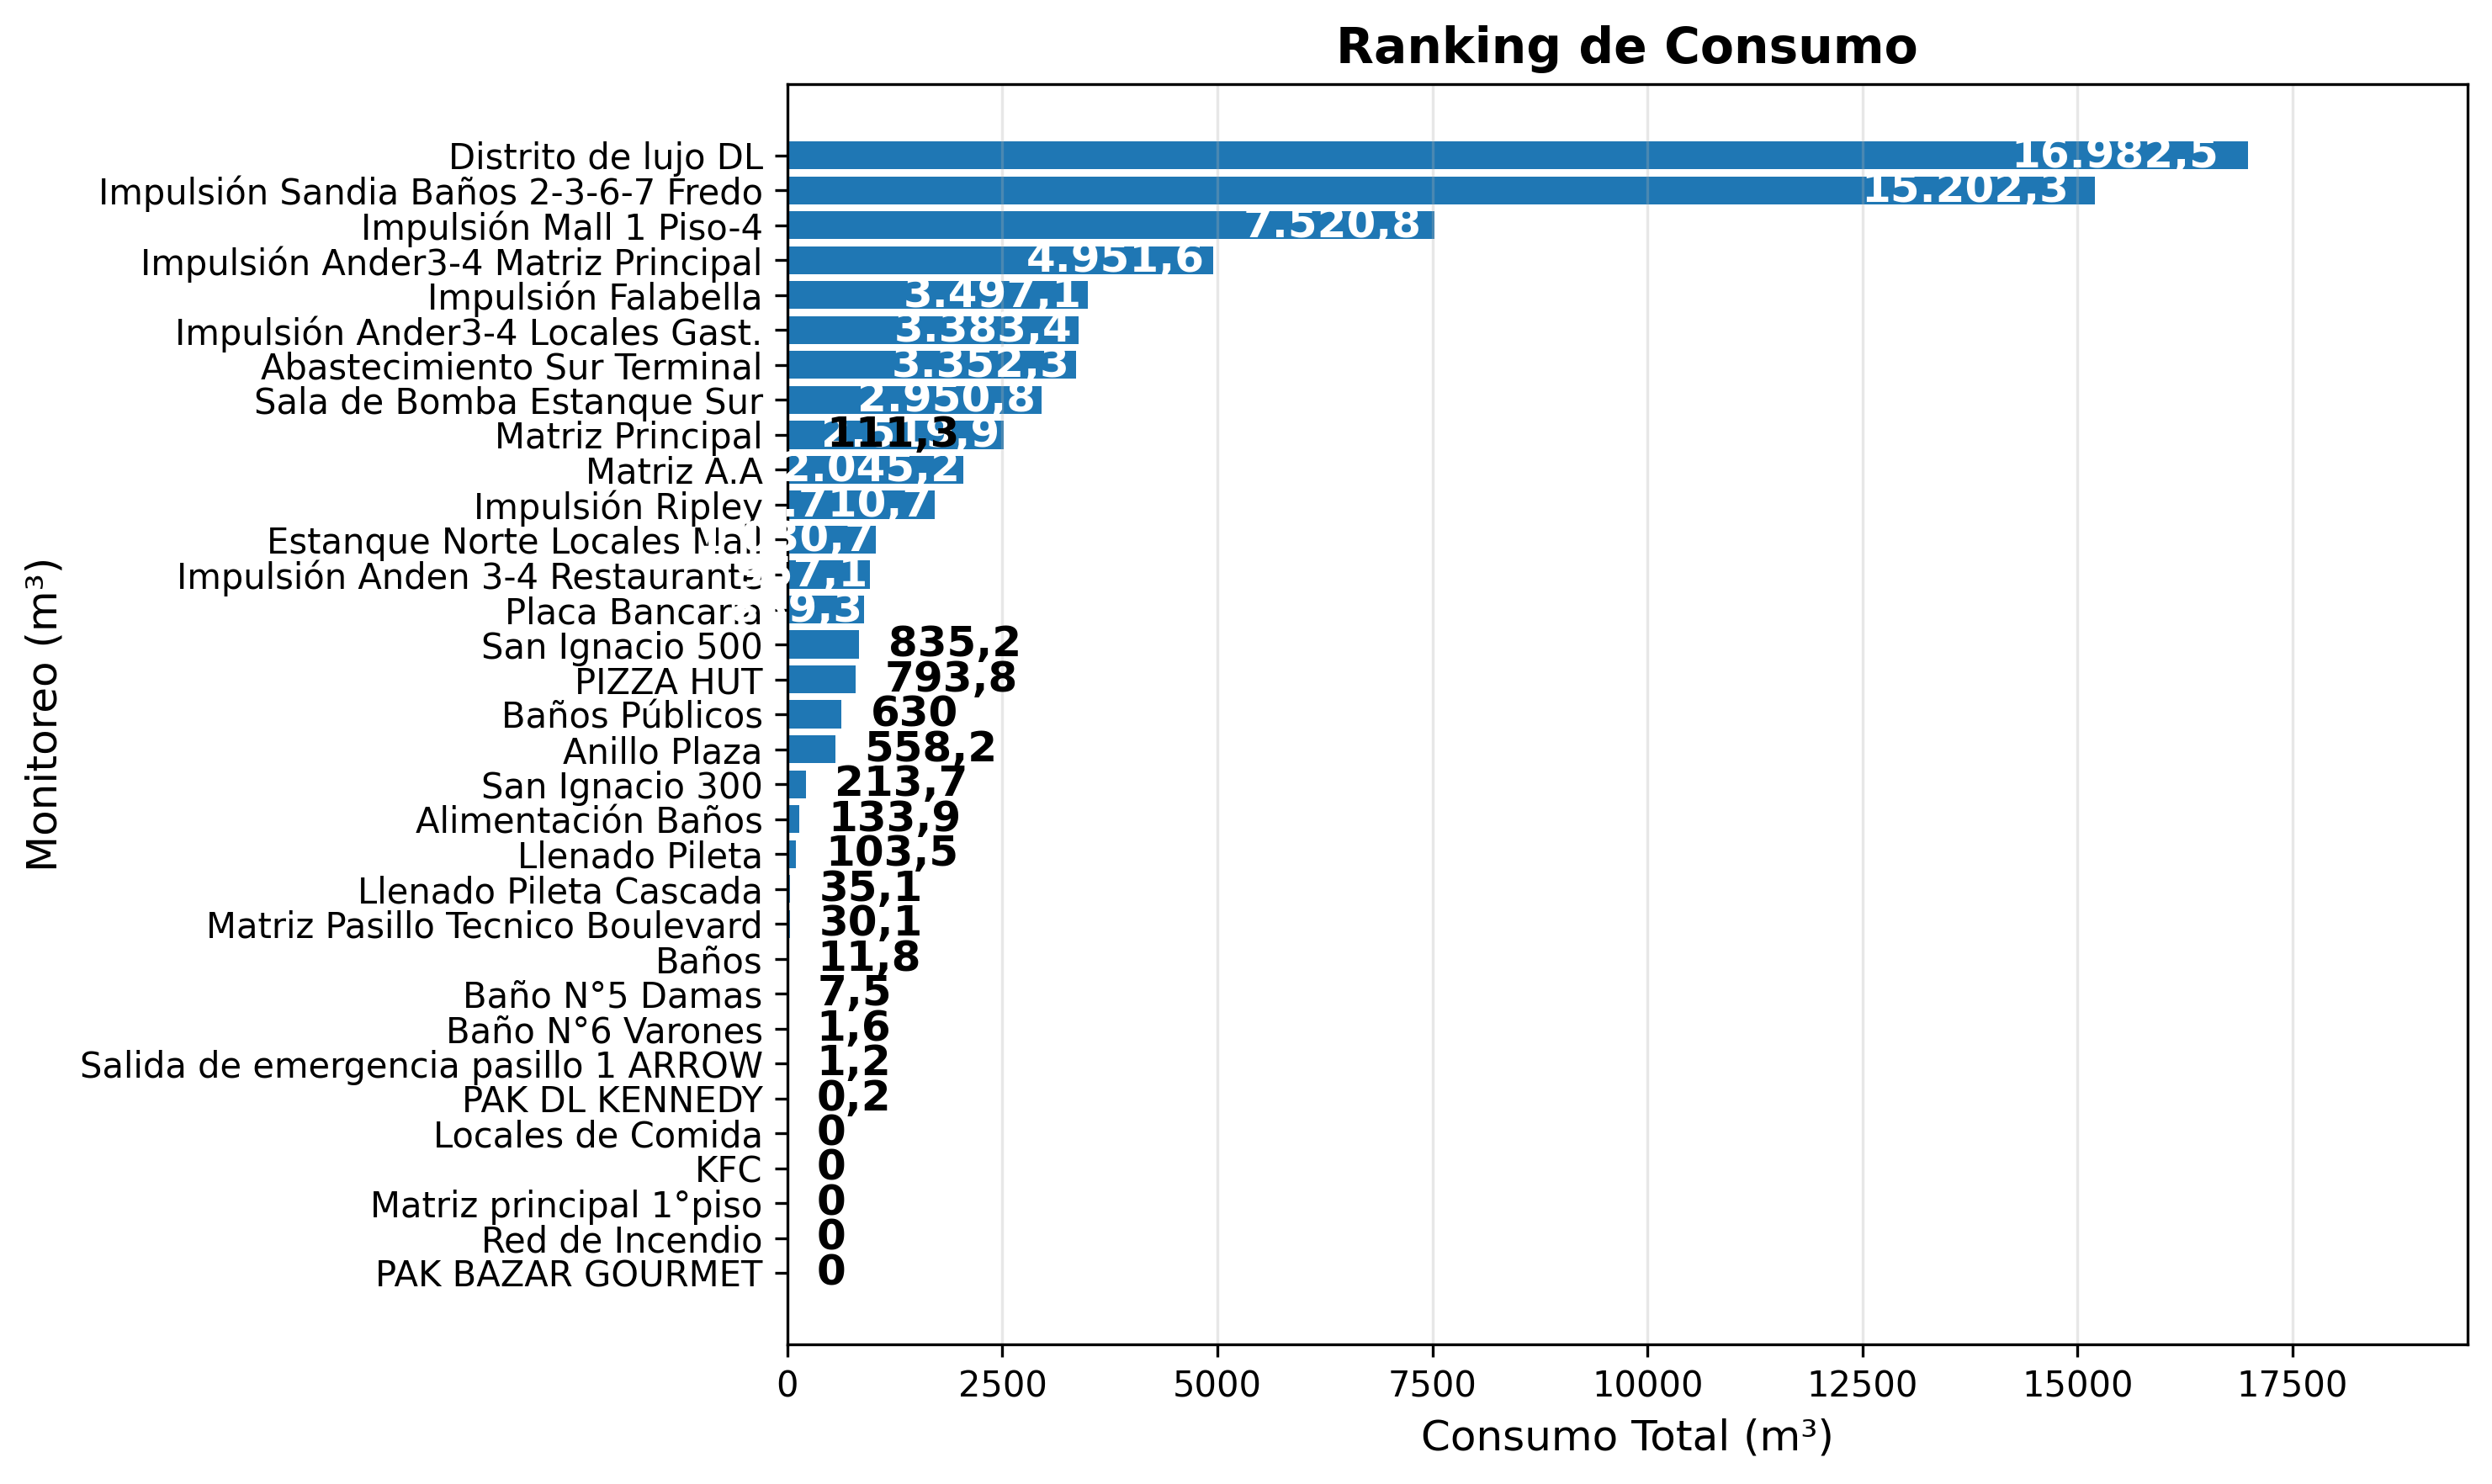 Ranking de Consumo
Distrito de lujo DL 16.982,5
Impulsión Sandia Baños 2-3-6-7 Fredo 15.202,3
Impulsión Mall 1 Piso-4 7.520,8
Impulsión Ander3-4 Matriz Principal 4.951,6
Impulsión Falabella 3.497,1
Impulsión Ander3-4 Locales Gast. 3.383,4
Abastecimiento Sur Terminal 3.352,3
Sala de Bomba Estanque Sur 2.950,8
Matriz Principal 111,3
Matriz A.A 2.045,2
Impulsión Ripley 710,7
Estanque Norte Locales Mall
Impulsión Anden 3-4 Restaurante
Placa Bancaria
San Ignacio 500 835,2
PIZZA HUT 793,8
Baños Públicos 630
Anillo Plaza 558,2
San Ignacio 300 213,7
Alimentación Baños 133,9
Llenado Pileta 103,5
Llenado Pileta Cascada 35,1
Matriz Pasillo Tecnico Boulevard 30,1
Baños 11,8
Baño N°5 Damas 7,5
Baño N°6 Varones 1,6
Salida de emergencia pasillo 1 ARROW 1,2
PAK DL KENNEDY 0,2
Locales de Comida 0
KFC 0
Matriz principal 1°piso 0
Red de Incendio 0
PAK BAZAR GOURMET 0
0 2500 5000 7500 10000 12500 15000 17500
Consumo Total (m³)
Monitoreo (m³)